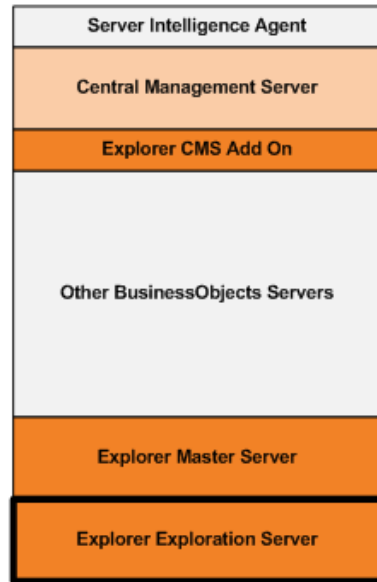 Server Intelligence Agent
Central Management Server
Explorer CMS Add On
Other BusinessObjects Servers
Explorer Master Server
Explorer Exploration Server